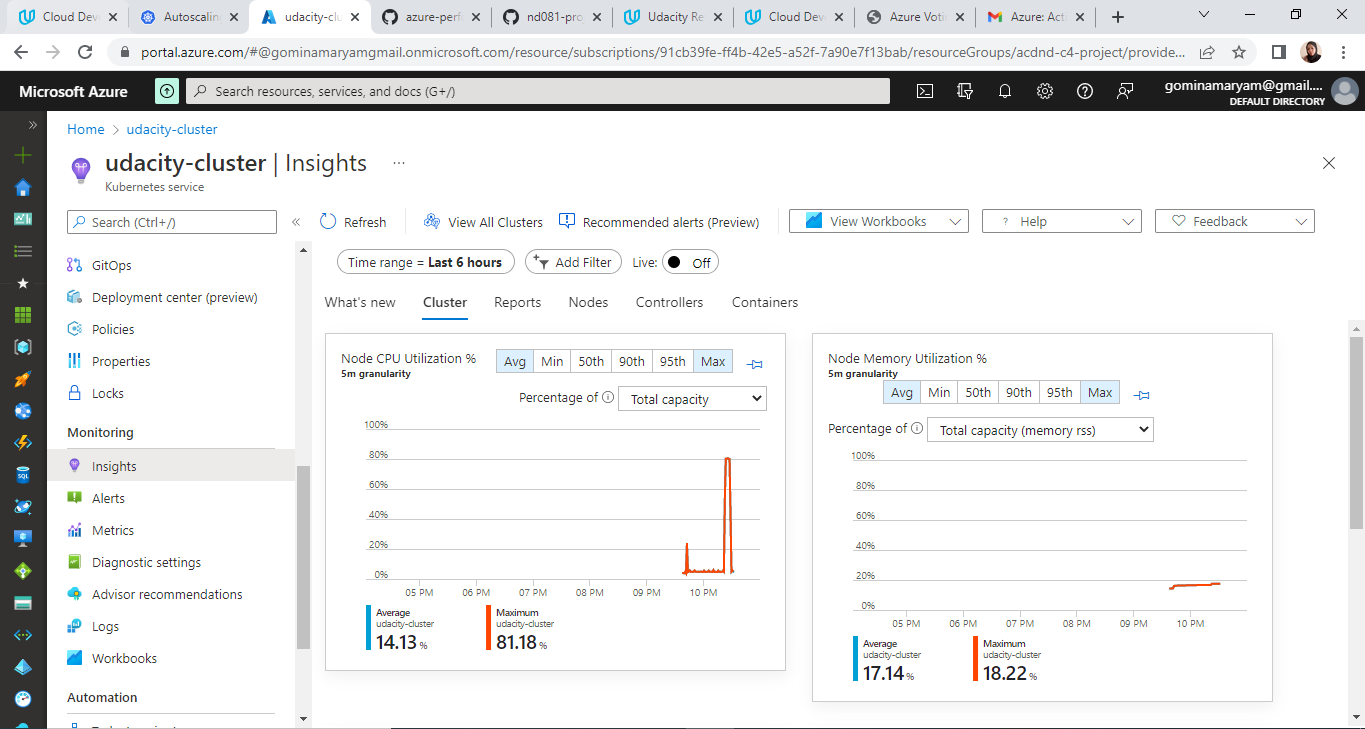 Cloud Dev
Autoscalin
udacity-clu
azure-perf
nd081-pro
Udacity Re
Cloud Dev
Azure Voti
Azure: Acti
portal.azure.com/#@gominamaryamgmail.onmicrosoft.com/resource/subscriptions/91cb39fe-ff4b-42e5-a52f-7a90e7f13bab/resourceGroups/acdnd-c4-project/provide...
Microsoft Azure
Search resources, services, and docs (G+/)
gominamaryam@gmail....
DEFAULT DIRECTORY
Home > udacity-cluster
udacity-cluster | Insights ...
Kubernetes service
Search (Ctrl+/)
«
Refresh
View All Clusters
Recommended alerts (Preview)
View Workbooks
? Help
Feedback
GitOps
Deployment center (preview)
Policies
Properties
Locks
Monitoring
Insights
Alerts
Metrics
Diagnostic settings
Advisor recommendations
Logs
Workbooks
Automation
SQL
Time range = Last 6 hours
Add Filter
Live: Off
What's new
Cluster
Reports
Nodes
Controllers
Containers
Node CPU Utilization %
5m granularity
Avg Min 50th 90th 95th Max
Percentage of Total capacity
100%
80%
60%
40%
20%
0%
05 PM 06 PM 07 PM 08 PM 09 PM 10 PM
Average
udacity-cluster
14.13 %
Maximum
udacity-cluster
81.18 %
Node Memory Utilization %
5m granularity
Avg Min 50th 90th 95th Max
Percentage of Total capacity (memory rss)
100%
80%
60%
40%
20%
0%
05 PM 06 PM 07 PM 08 PM 09 PM 10 PM
Average
udacity-cluster
17.14 %
Maximum
udacity-cluster
18.22 %